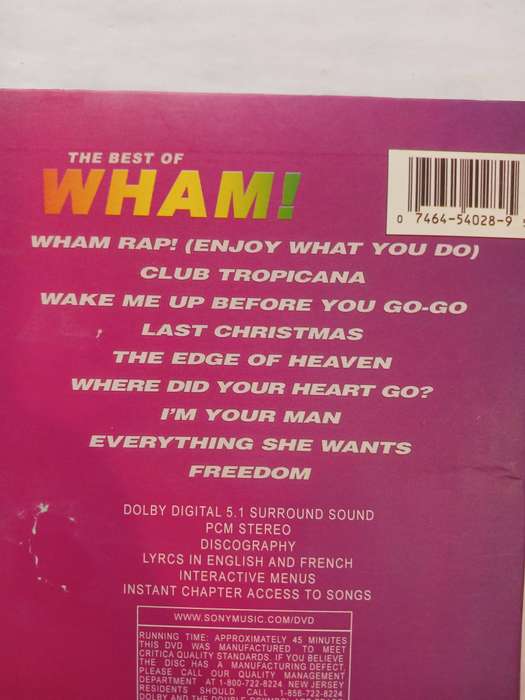 THE BEST OF
WHAM!
0 7464-54028-9
WHAM RAP! (ENJOY WHAT YOU DO)
CLUB TROPICANA
WAKE ME UP BEFORE YOU GO-GO
LAST CHRISTMAS
THE EDGE OF HEAVEN
WHERE DID YOUR HEART GO?
I'M YOUR MAN
EVERYTHING SHE WANTS
FREEDOM
DOLBY DIGITAL 5.1 SURROUND SOUND
PCM STEREO
DISCOGRAPHY
LYRCS IN ENGLISH AND FRENCH
INTERACTIVE MENUS
INSTANT CHAPTER ACCESS TO SONGS
WWW.SONYMUSIC.COM/DVD
RUNNING TIME: APPROXIMATELY 45 MINUTES
THIS DVD WAS MANUFACTURED TO MEET
CRITICA QUALITY STANDARDS. IF YOU BELIEVE
THE DISC HAS A MANUFACTURING DEFECT,
PLEASE CALL OUR QUALITY MANAGEMENT
DEPARTMENT AT 1-800-722-8224 NEW JERSEY
RESIDENTS SHOULD CALL 1-856-722-8224
DOLBY AND THE DOUBLE